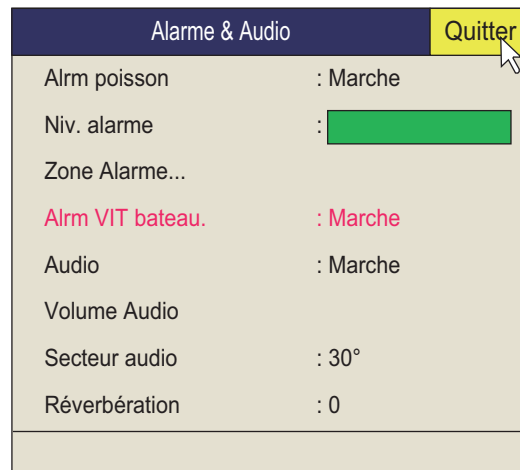 Alarme & Audio Quitter
Alrm poisson : Marche
Niv. alarme :
Zone Alarme...
Alrm VIT bateau. : Marche
Audio : Marche
Volume Audio
Secteur audio : 30°
Réverbération : 0